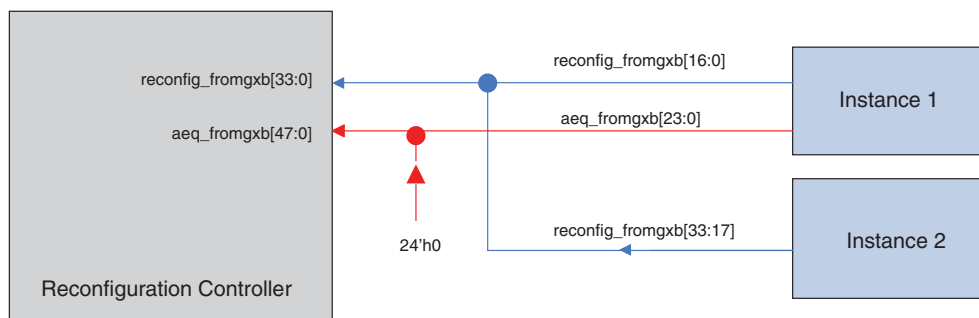 reconfig_fromgxb[16:0]
reconfig_fromgxb[33:0]
Instance 1
aeq_fromgxb[23:0]
aeq_fromgxb[47:0]
reconfig_fromgxb[33:17]
24'h0
Instance 2
Reconfiguration Controller